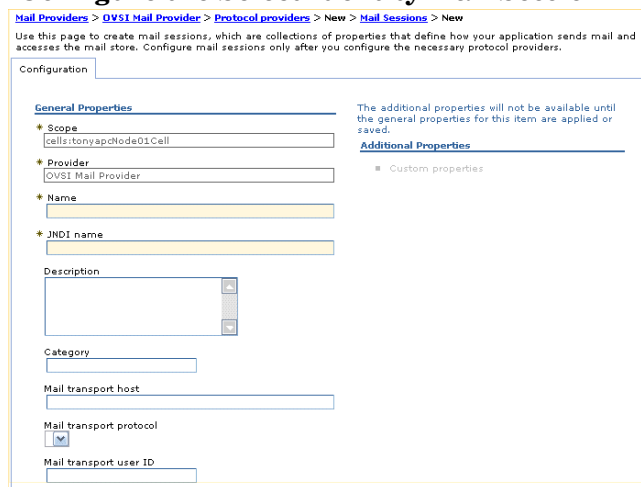 Mail Providers > OVSI Mail Provider > Protocol providers > New > Mail Sessions > New
Use this page to create mail sessions, which are collections of properties that define how your application sends mail and
accesses the mail store. Configure mail sessions only after you configure the necessary protocol providers.
Configuration
General Properties
* Scope
cells:tonyapcNode01Cell
* Provider
OVSI Mail Provider
* Name
* JNDI name
Description
Category
Mail transport host
Mail transport protocol
Mail transport user ID
The additional properties will not be available until
the general properties for this item are applied or
saved.
Additional Properties
Custom properties